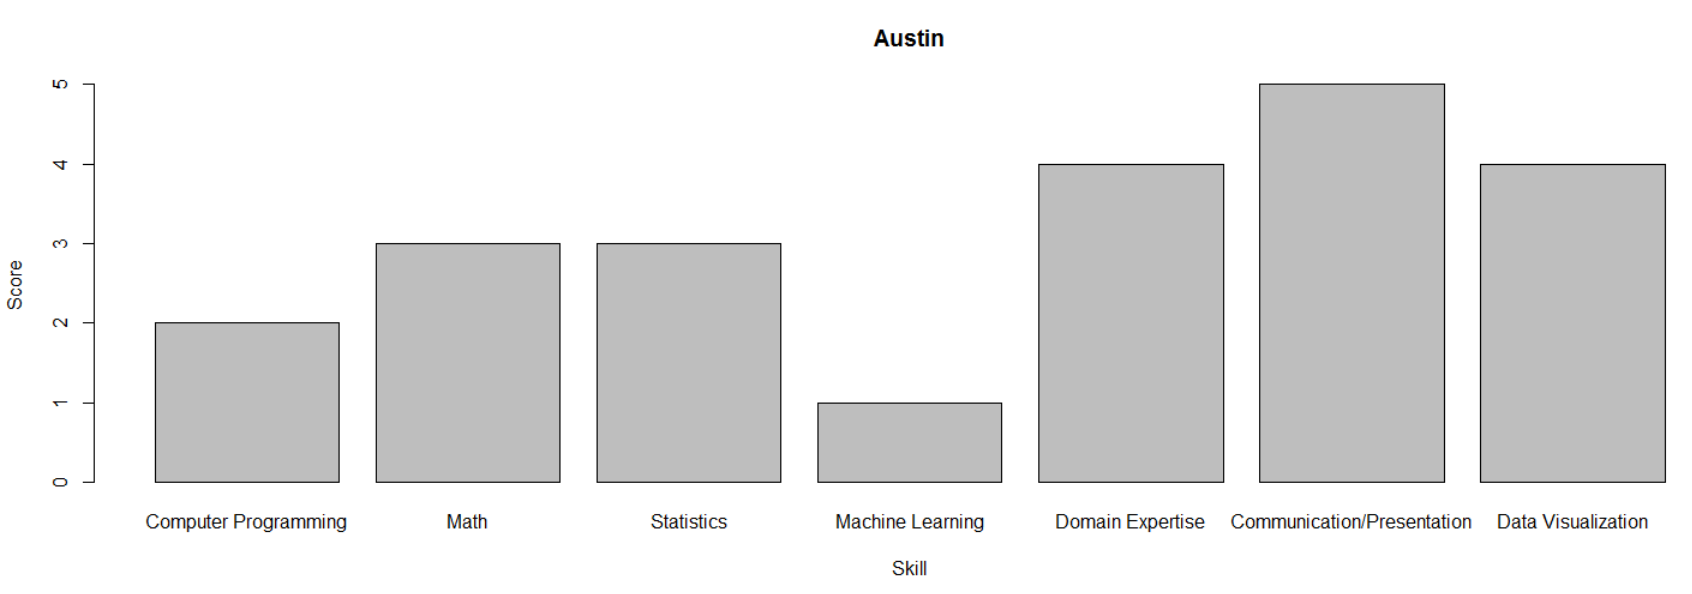 Austin
Score
5
4
3
2
1
0
Computer Programming
Math
Statistics
Machine Learning
Domain Expertise
Communication/Presentation
Data Visualization
Skill